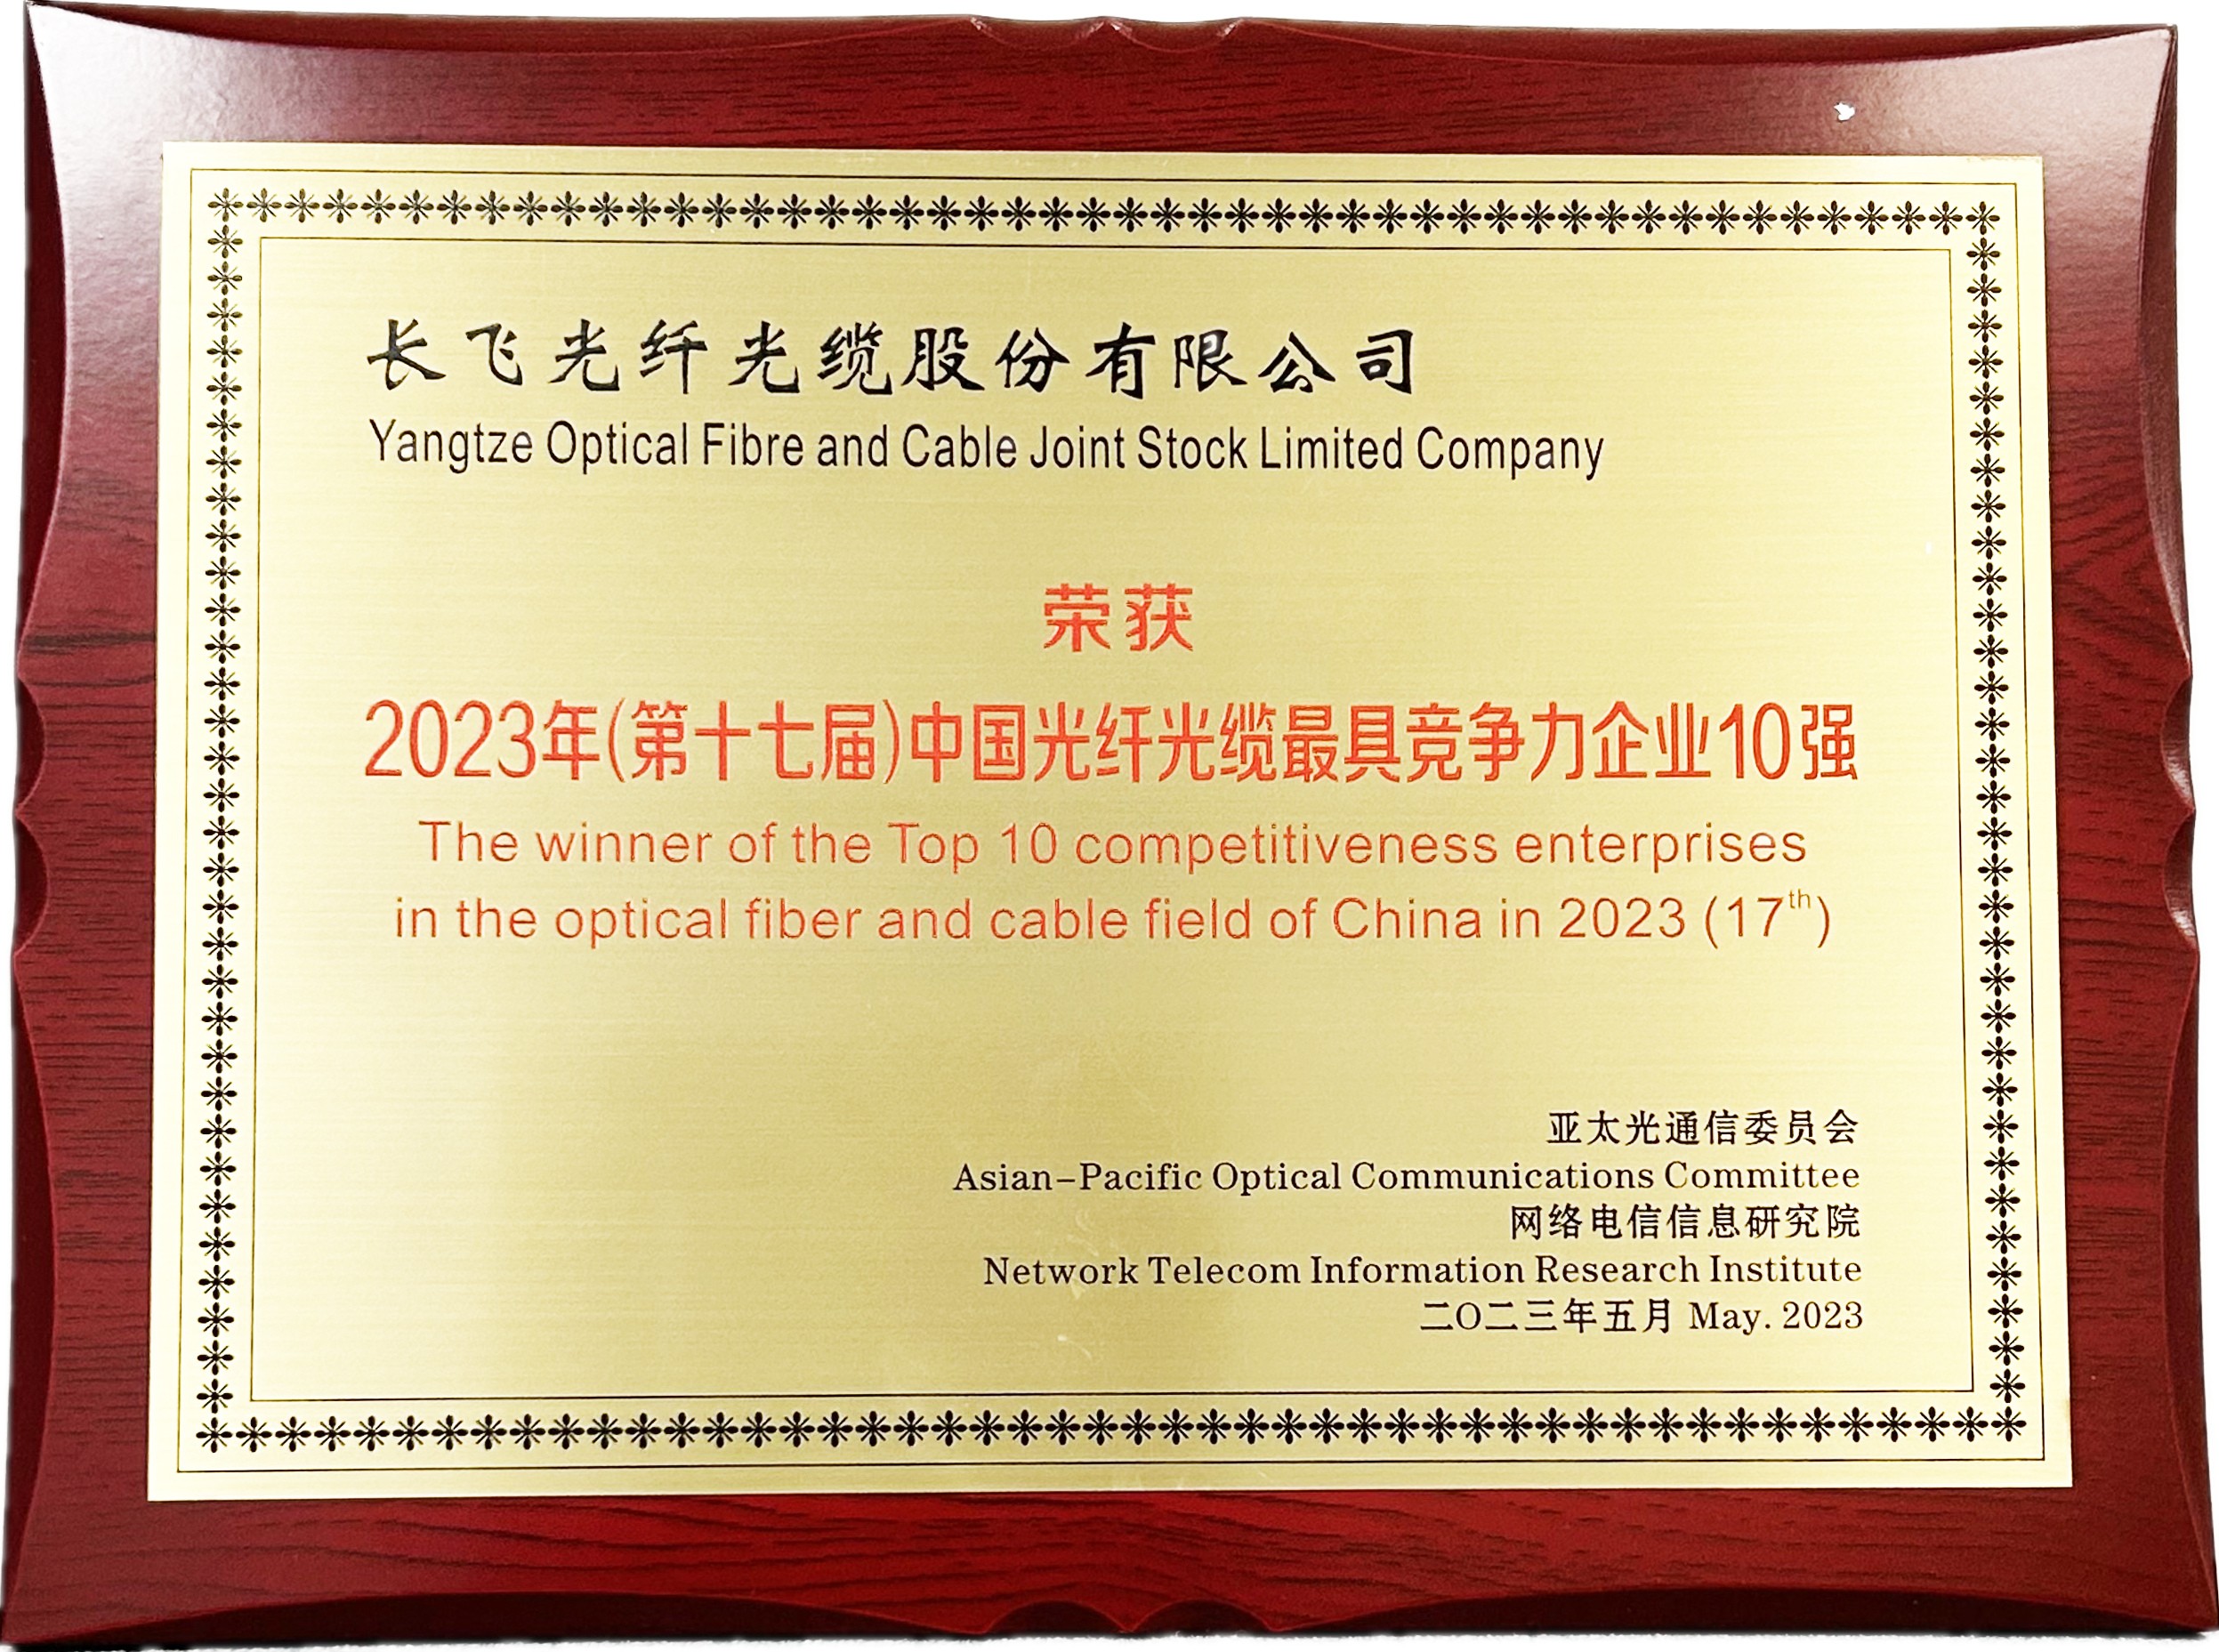 长飞光纤光缆股份有限公司
Yangtze Optical Fibre and Cable Joint Stock Limited Company
荣获
2023年(第十七届)中国光纤光缆最具竞争力企业10强
The winner of the Top 10 competitiveness enterprises
in the optical fiber and cable field of China in 2023 (17th)
亚太光通信委员会
Asian-Pacific Optical Communications Committee
网络电信信息研究院
Network Telecom Information Research Institute
二〇二三年五月 May. 2023